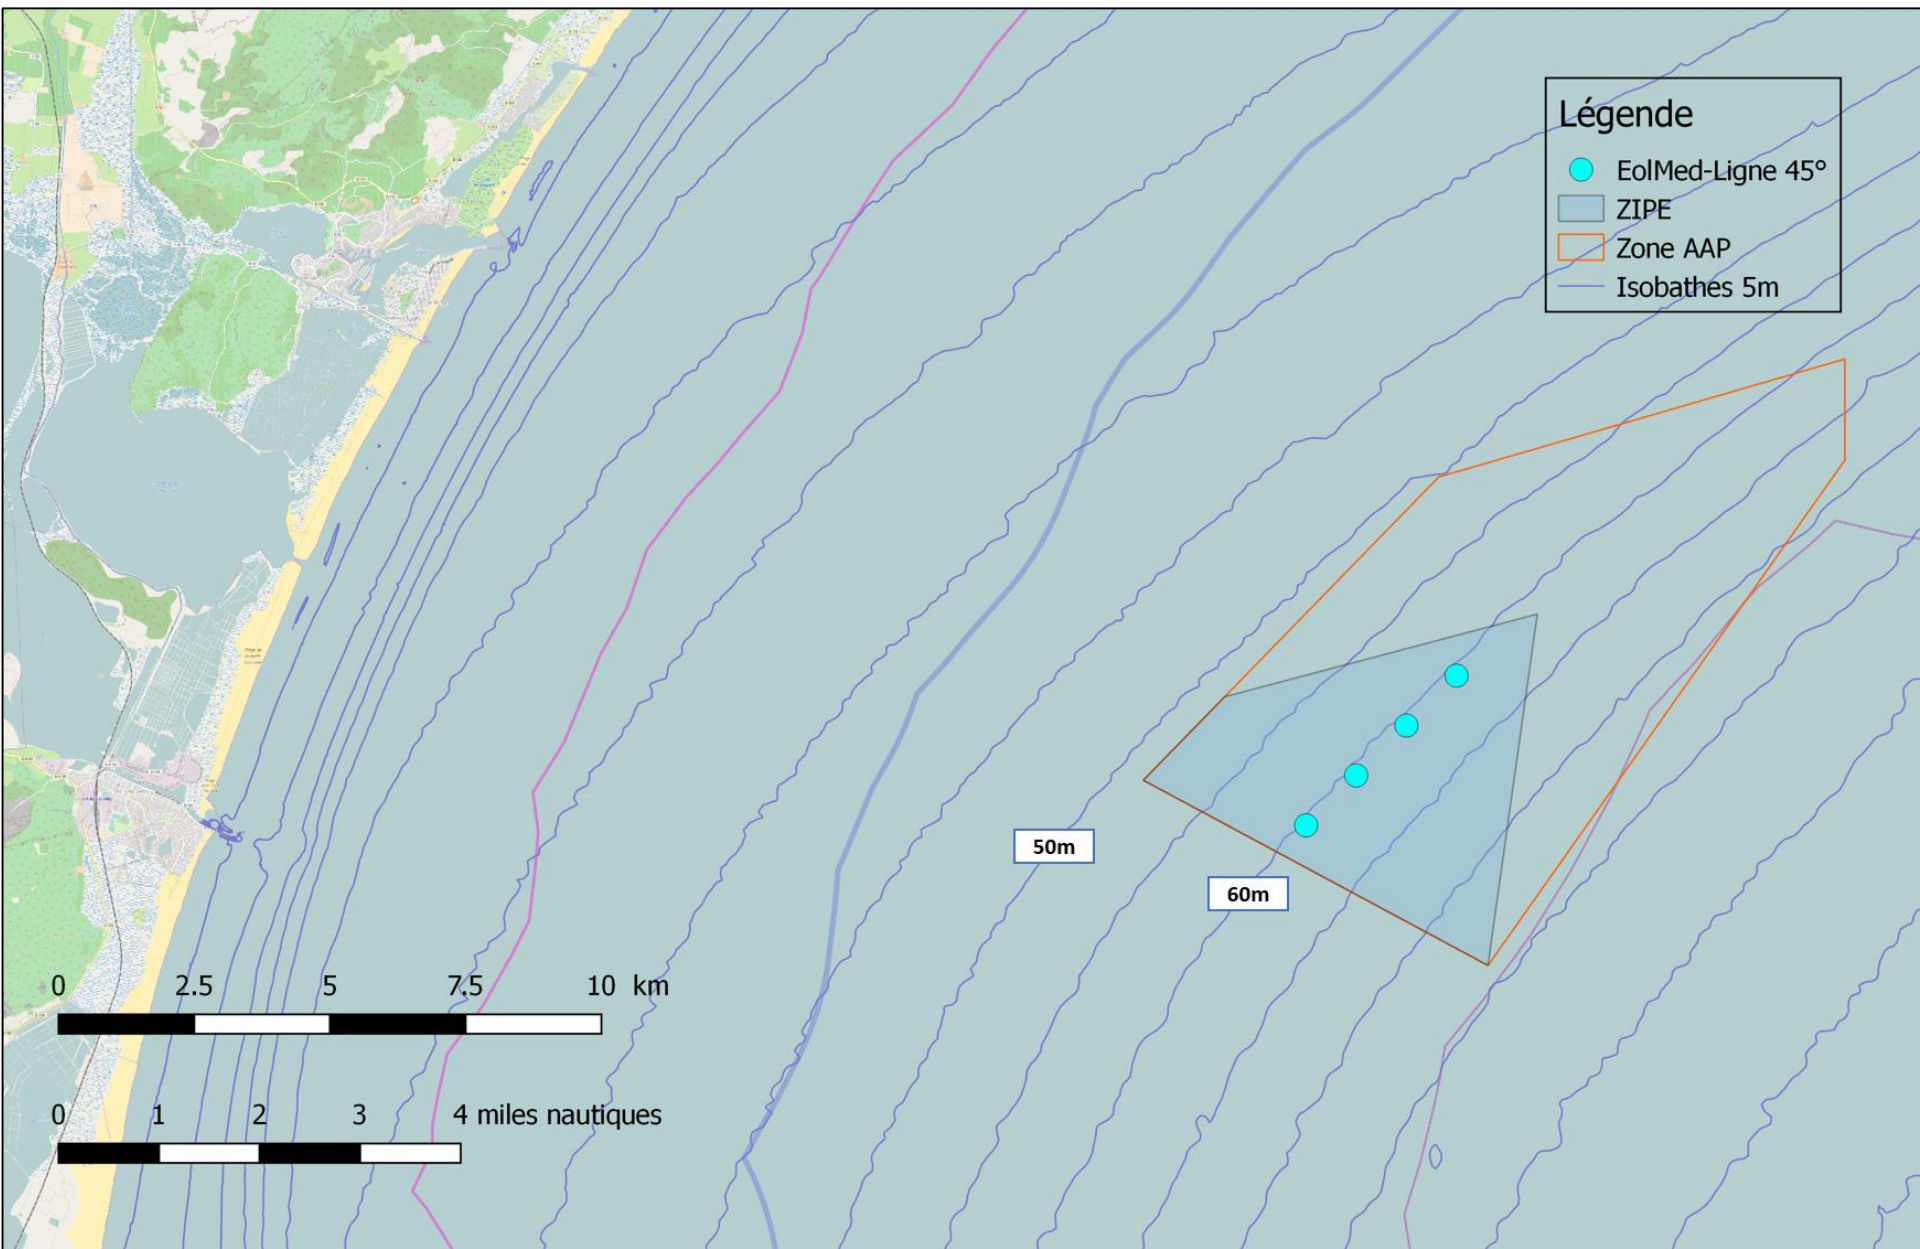 Légende
EolMed-Ligne 45°
ZIPE
Zone AAP
Isobathes 5m
50m
60m
0 2.5 5 7.5 10 km
0 1 2 3 4 miles nautiques